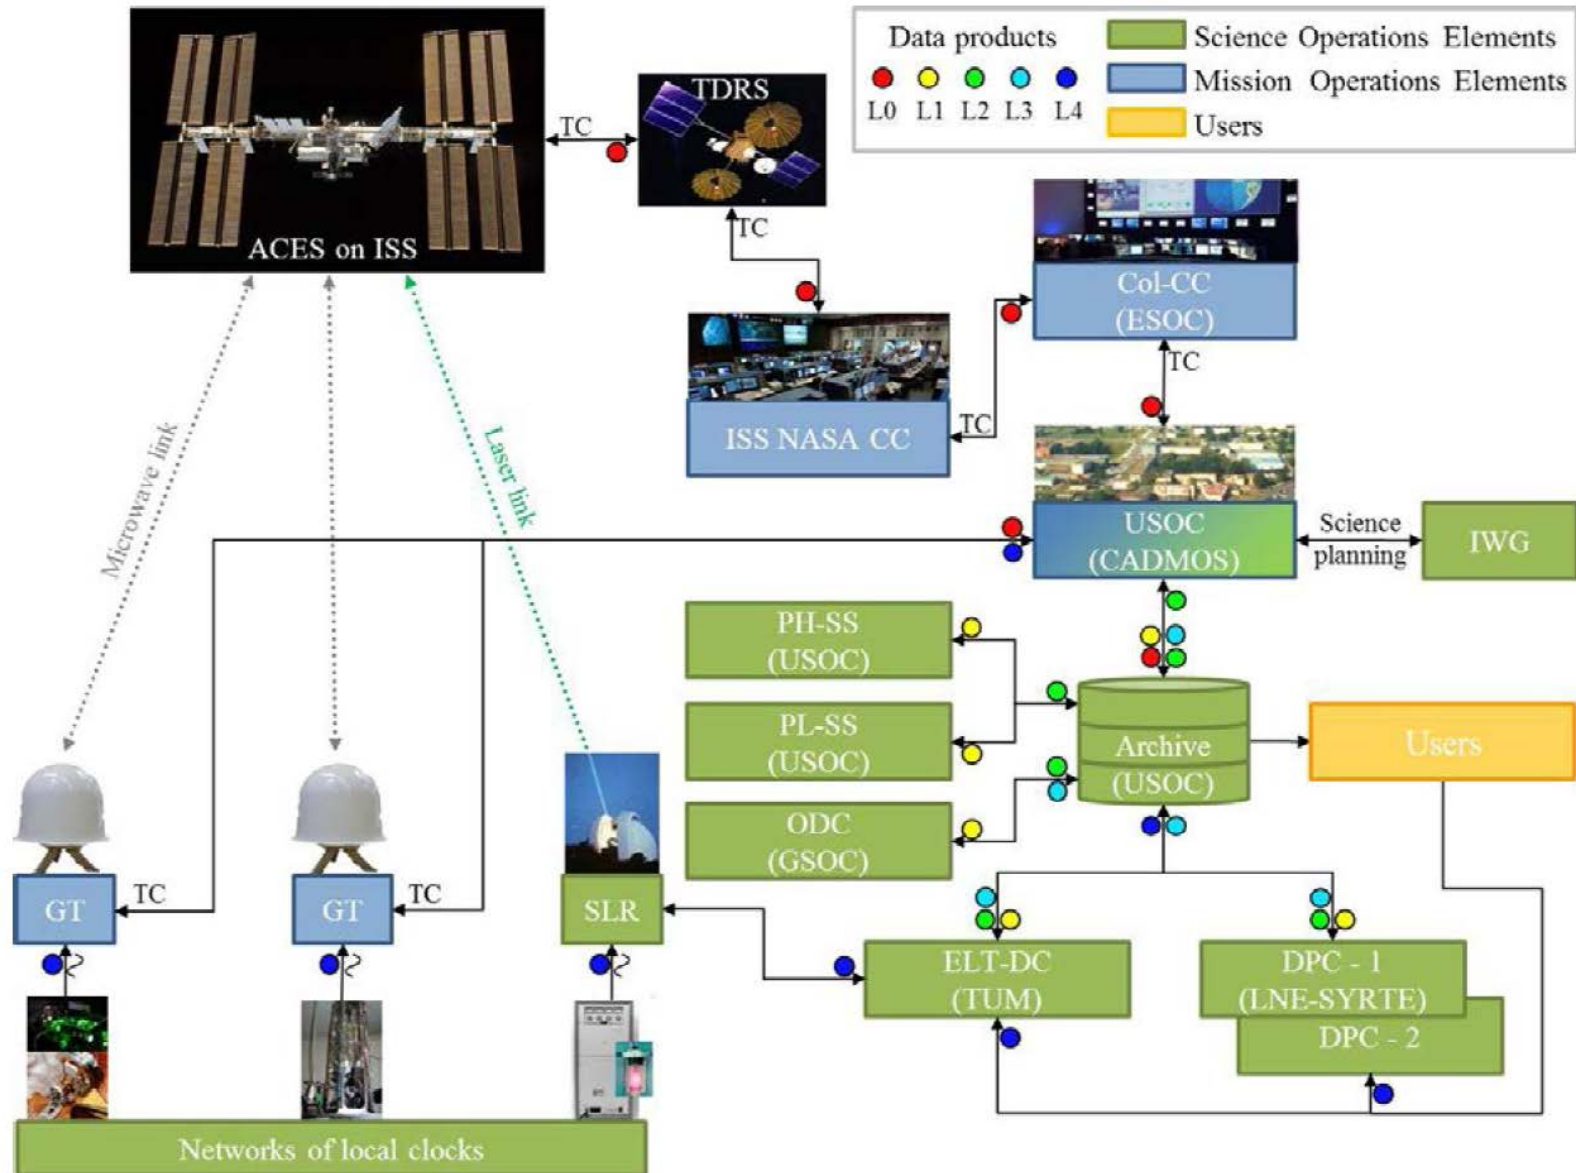 Data products
L0 L1 L2 L3 L4
Science Operations Elements
Mission Operations Elements
Users
TDRS
TC
ACES on ISS
TC
Col-CC
(ESOC)
TC
ISS NASA CC
TC
Microwave link
Laser link
USOC
(CADMOS)
Science
planning
IWG
PH-SS
(USOC)
PL-SS
(USOC)
Archive
(USOC)
Users
ODC
(GSOC)
GT
TC
GT
TC
SLR
ELT-DC
(TUM)
DPC - 1
(LNE-SYRTE)
DPC - 2
Networks of local clocks